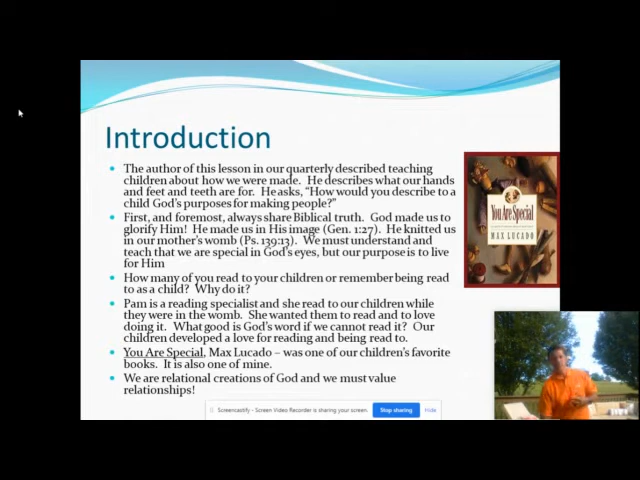 Introduction
The author of this lesson in our quarterly described teaching
children about how we were made. He describes what our hands
and feet and teeth are for. He asks, "How would you describe to a
child God's purposes for making people?"
First, and foremost, always share Biblical truth. God made us to
glorify Him! He made us in His image (Gen. 1:27). He knitted us
in our mother's womb (Ps. 139:13). We must understand and
teach that we are special in God's eyes, but our purpose is to live
for Him
How many of you read to your children or remember being read
to as a child? Why do it?
Pam is a reading specialist and she read to our children while
they were in the womb. She wanted them to read and to love
doing it. What good is God's word if we cannot read it? Our
children developed a love for reading and being read to.
You Are Special, Max Lucado – was one of our children's favorite
books. It is also one of mine.
We are relational creations of God and we must value
relationships!
You Are Special
MAX LUCADO
Screencastify - Screen Video Recorder is sharing your screen.
Stop sharing
Hide